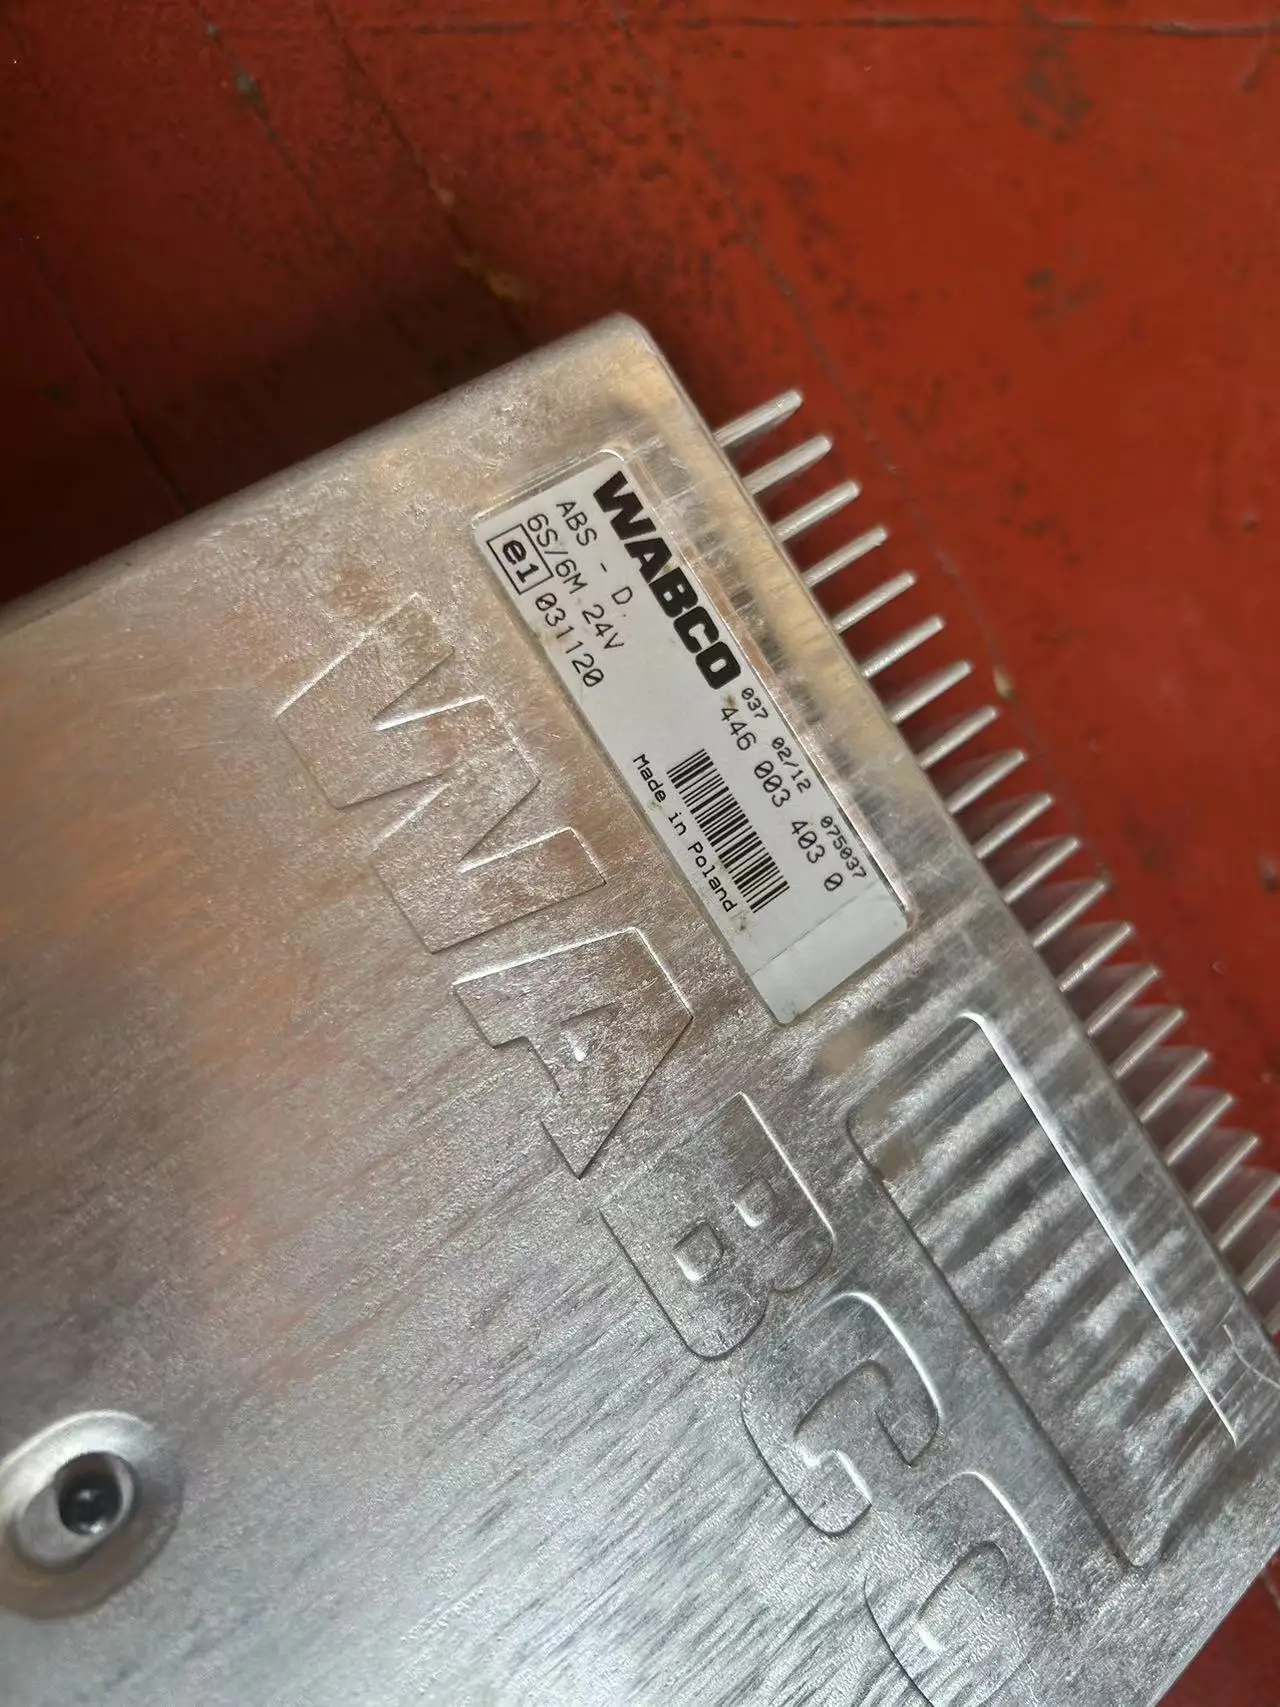 WABCO
ABS - D.
6S/6M 24V
e1 031120
037 02/12 075037
446 003 403 0
Made in Poland
WABCO